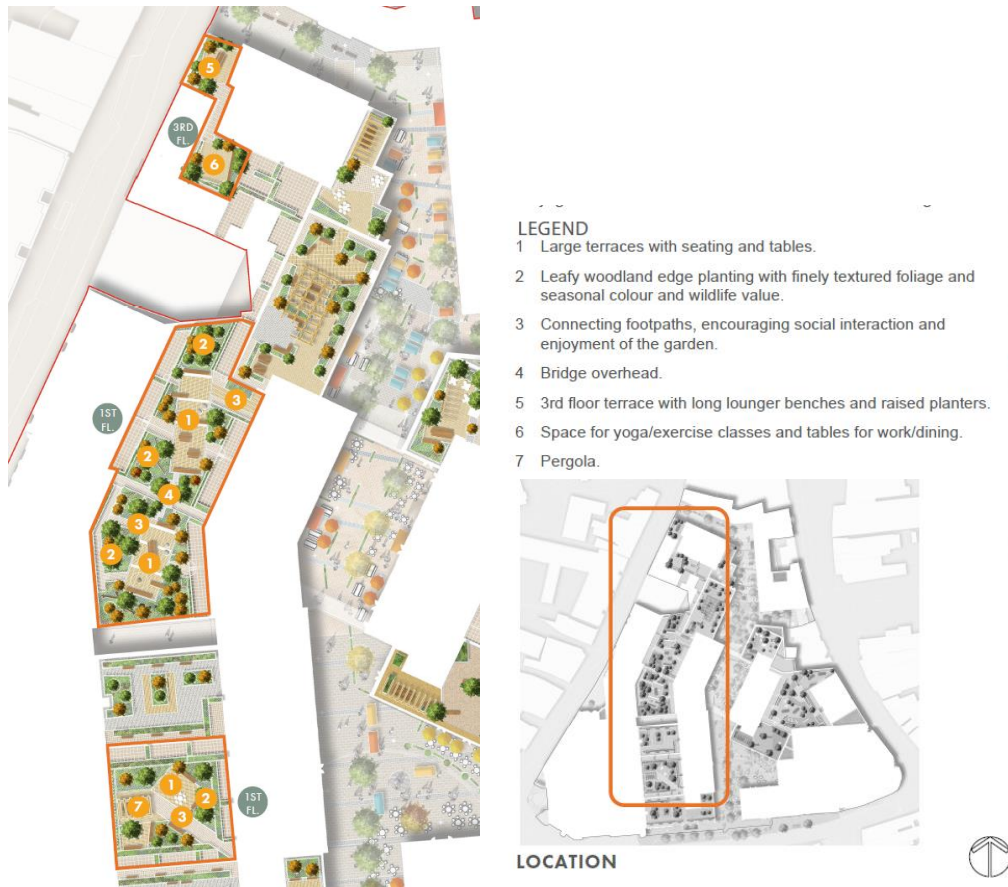 5
3RD
FL.
6
2
3
1ST
FL.
1
2
4
3
2
1
1
2
7
3
1ST
FL.
LEGEND
1 Large terraces with seating and tables.
2 Leafy woodland edge planting with finely textured foliage and
seasonal colour and wildlife value.
3 Connecting footpaths, encouraging social interaction and
enjoyment of the garden.
4 Bridge overhead.
5 3rd floor terrace with long lounger benches and raised planters.
6 Space for yoga/exercise classes and tables for work/dining.
7 Pergola.
LOCATION